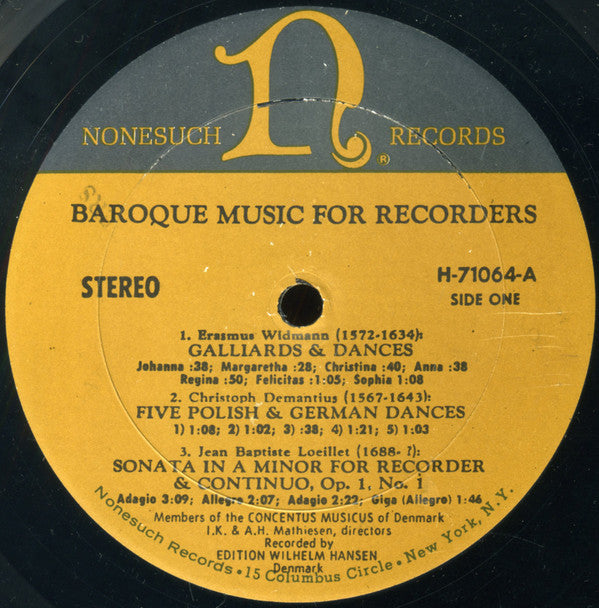 n
NONESUCH RECORDS
®
BAROQUE MUSIC FOR RECORDERS
STEREO
H-71064-A
SIDE ONE
1. Erasmus Widmann (1572-1634):
GALLIARDS & DANCES
Johanna :38; Margaretha :28; Christina :40; Anna :38
Regina :50; Felicitas :1:05; Sophia 1:08
2. Christoph Demantius (1567-1643):
FIVE POLISH & GERMAN DANCES
1) 1:08; 2) 1:02; 3) :38; 4) 1:21; 5) 1:03
3. Jean Baptiste Loeillet (1688- ?):
SONATA IN A MINOR FOR RECORDER
& CONTINUO, Op. 1, No. 1
Adagio 3:09; Allegro 2:07; Adagio 2:22; Giga (Allegro) 1:46
Members of the CONCENTUS MUSICUS of Denmark
I.K. & A.H. Mathiesen, directors
Recorded by
EDITION WILHELM HANSEN
Denmark
Nonesuch Records • 15 Columbus Circle • New York, N.Y.